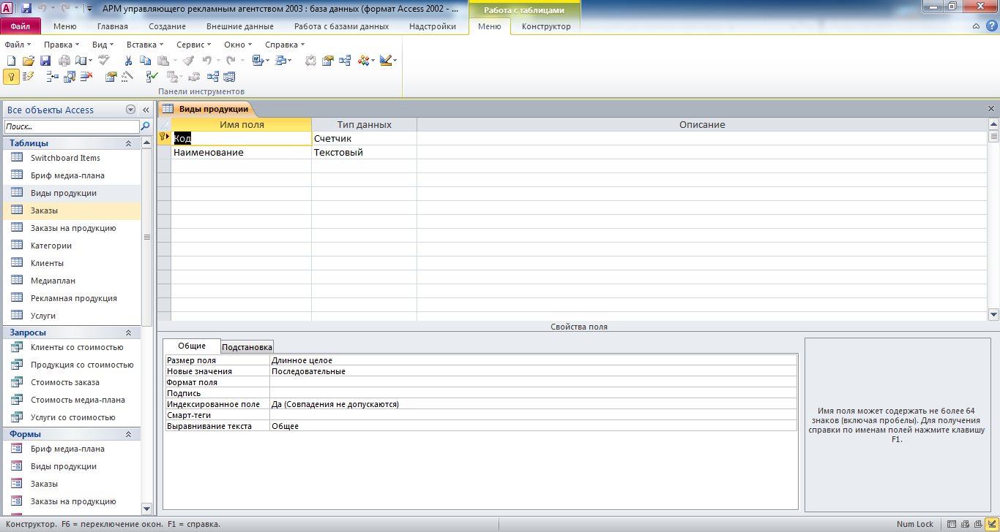 АРМ управляющего рекламным агентством 2003 : база данных (формат Access 2002 - ...
Работа с таблицами
Файл Меню Главная Создание Внешние данные Работа с базами данных Надстройки Меню Конструктор
Файл Правка Вид Вставка Сервис Окно Справка
Панели инструментов
Все объекты Access
Виды продукции
Поиск...
Имя поля Тип данных Описание
Таблицы
Код Счетчик
Наименование Текстовый
Switchboard Items
Бриф медиа-плана
Виды продукции
Заказы
Заказы на продукцию
Категории
Клиенты
Медиаплан
Рекламная продукция
Услуги
Запросы
Клиенты со стоимостью
Продукция со стоимостью
Стоимость заказа
Стоимость медиа-плана
Услуги со стоимостью
Формы
Бриф медиа-плана
Виды продукции
Заказы
Заказы на продукцию
Свойства поля
Общие Подстановка
Размер поля Длинное целое
Новые значения Последовательные
Формат поля
Подпись
Индексированное поле Да (Совпадения не допускаются)
Смарт-теги
Выравнивание текста Общее
Имя поля может содержать не более 64
знаков (включая пробелы). Для получения
справки по именам полей нажмите клавишу
F1.
Конструктор. F6 = переключение окон. F1 = справка.
Num Lock